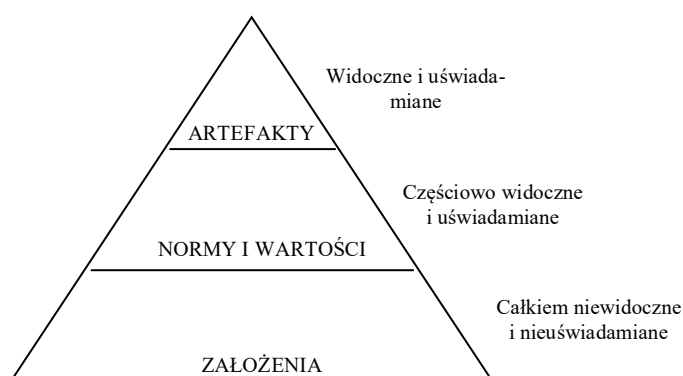 Widoczne i uświada-
miane
ARTEFAKTY
Częściowo widoczne
i uświadamiane
NORMY I WARTOŚCI
Całkiem niewidoczne
i nieuświadamiane
ZAŁOŻENIA